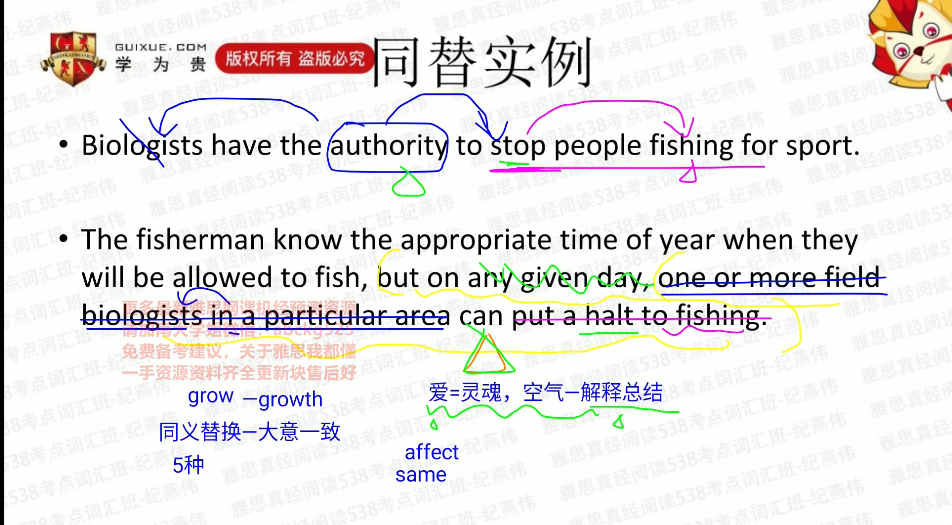 GUIXUE.COM
学 为 贵
版权所有 盗版必究
同替实例
• Biologists have the authority to stop people fishing for sport.
• The fisherman know the appropriate time of year when they
will be allowed to fish, but on any given day, one or more field
biologists in a particular area can put a halt to fishing.
免费备考建议，关于雅思我都懂
一手资源资料齐全更新块售后好
grow —growth
爱=灵魂，空气—解释总结
同义替换—大意一致
5种
affect
same
雅思真经阅读538考点词汇班-纪燕伟